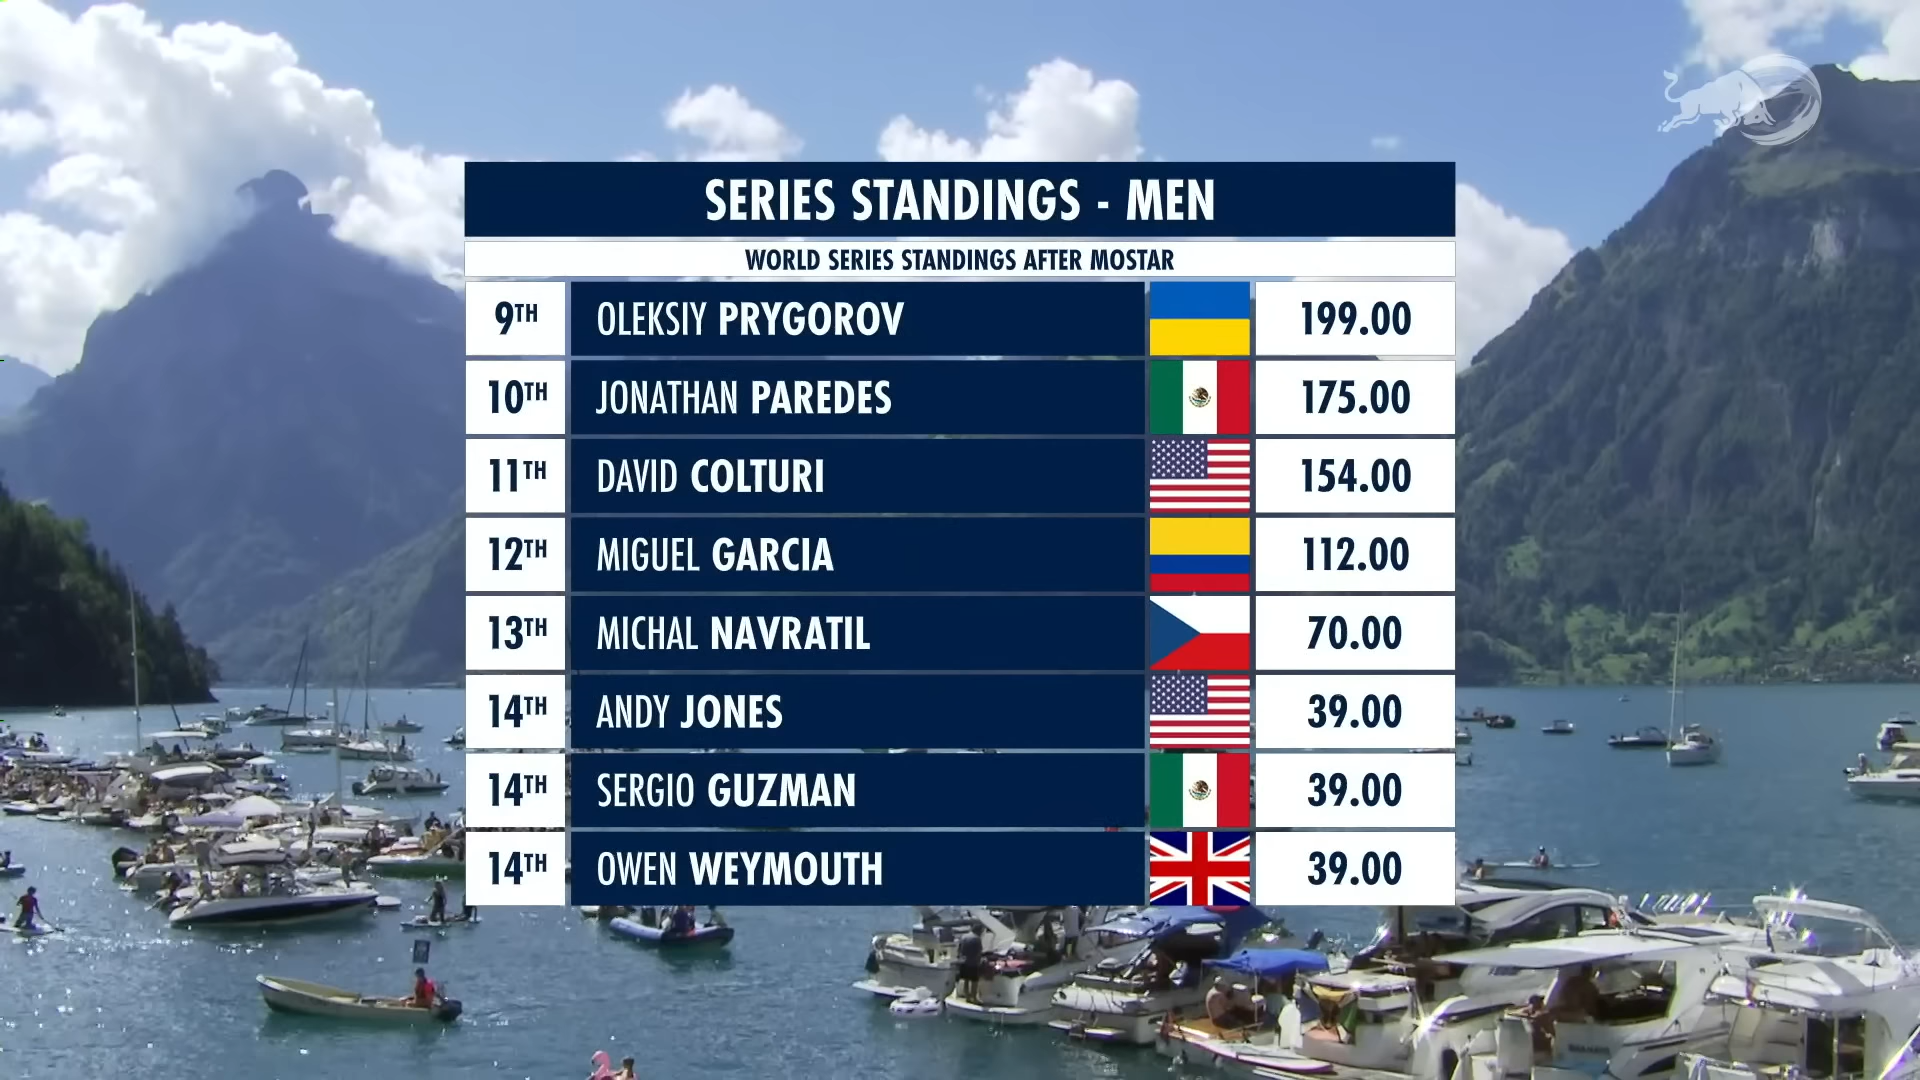 SERIES STANDINGS - MEN
WORLD SERIES STANDINGS AFTER MOSTAR
9TH OLEKSIY PRYGOROV 199.00
10TH JONATHAN PAREDES 175.00
11TH DAVID COLTURI 154.00
12TH MIGUEL GARCIA 112.00
13TH MICHAL NAVRATIL 70.00
14TH ANDY JONES 39.00
14TH SERGIO GUZMAN 39.00
14TH OWEN WEYMOUTH 39.00